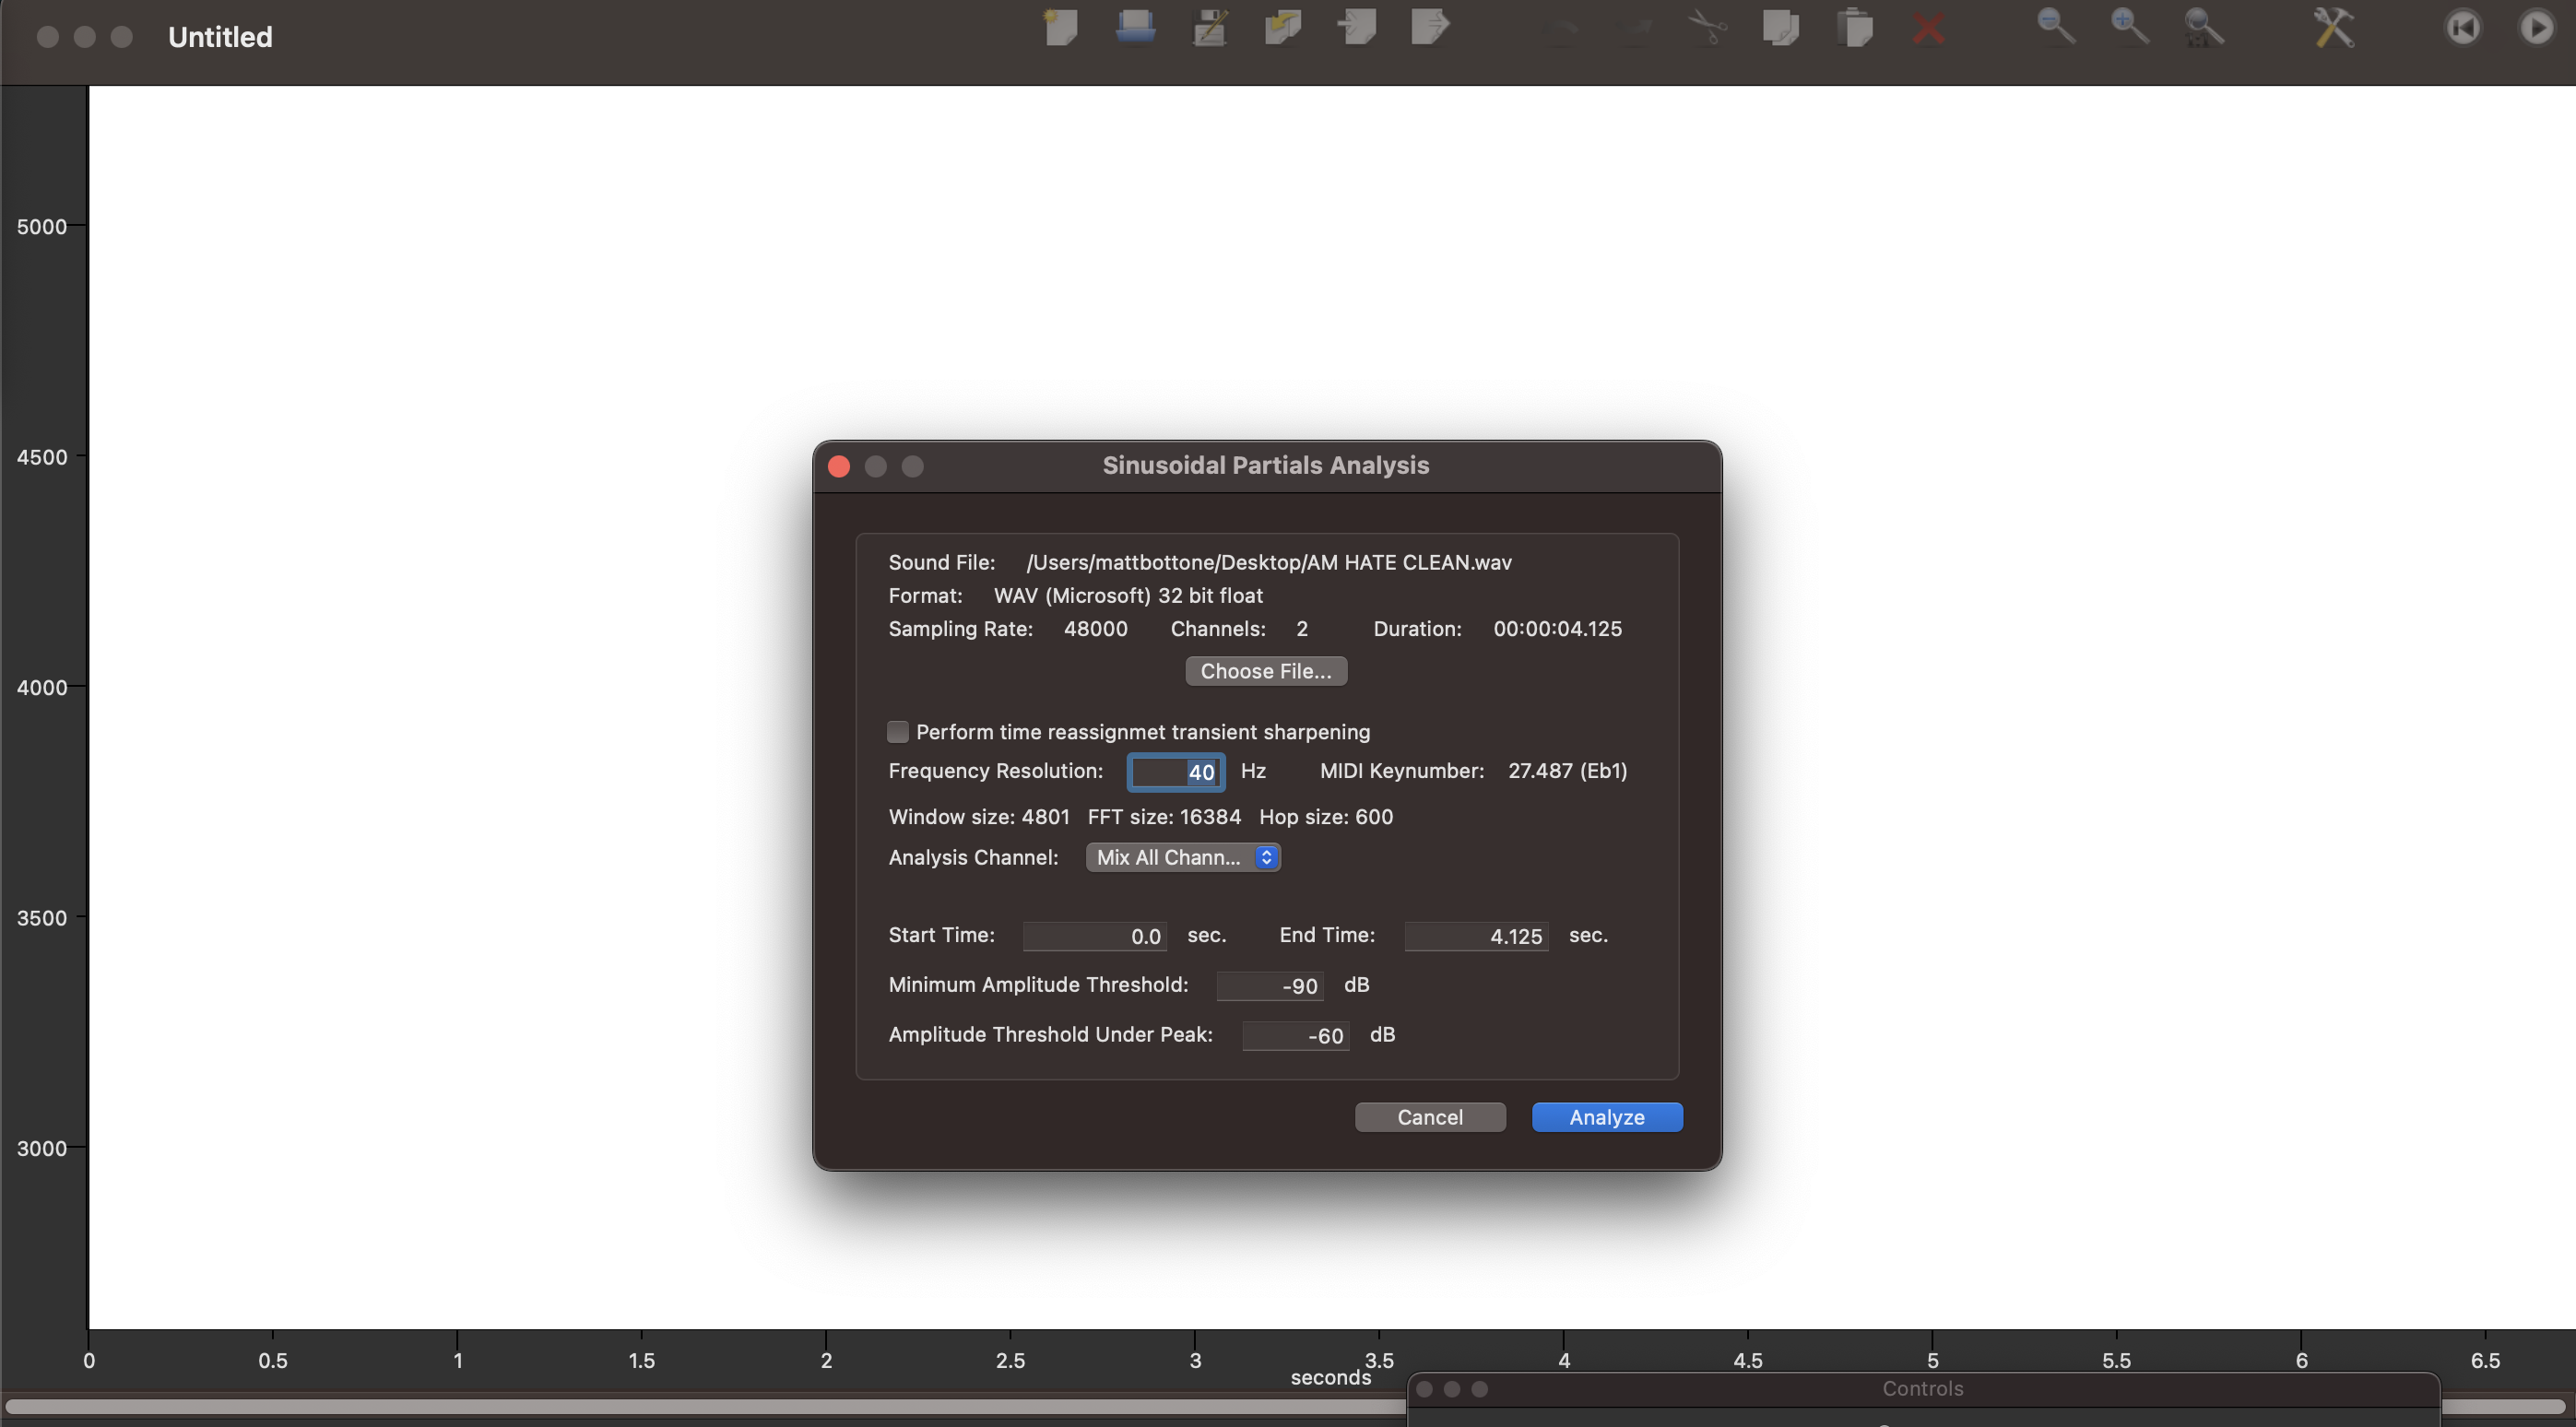 Untitled
5000
4500
4000
3500
3000
Sinusoidal Partials Analysis
Sound File: /Users/mattbottone/Desktop/AM HATE CLEAN.wav
Format: WAV (Microsoft) 32 bit float
Sampling Rate: 48000 Channels: 2 Duration: 00:00:04.125
Choose File...
Perform time reassignmet transient sharpening
Frequency Resolution: 40 Hz MIDI Keynumber: 27.487 (Eb1)
Window size: 4801 FFT size: 16384 Hop size: 600
Analysis Channel: Mix All Chann...
Start Time: 0.0 sec. End Time: 4.125 sec.
Minimum Amplitude Threshold: -90 dB
Amplitude Threshold Under Peak: -60 dB
Cancel Analyze
0 0.5 1 1.5 2 2.5 3 3.5 4 4.5 5 5.5 6 6.5
seconds
Controls